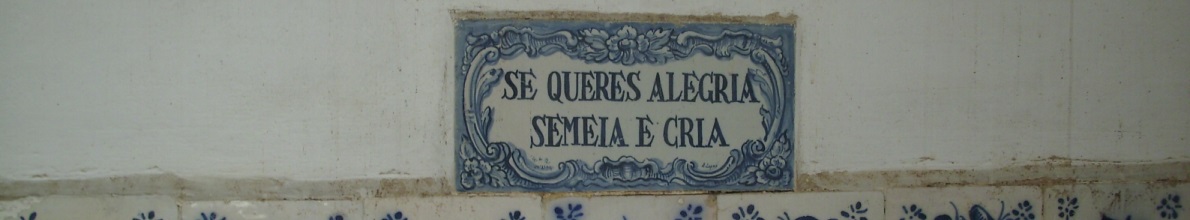 SE QUERES ALEGRIA
SEMEIA E CRIA